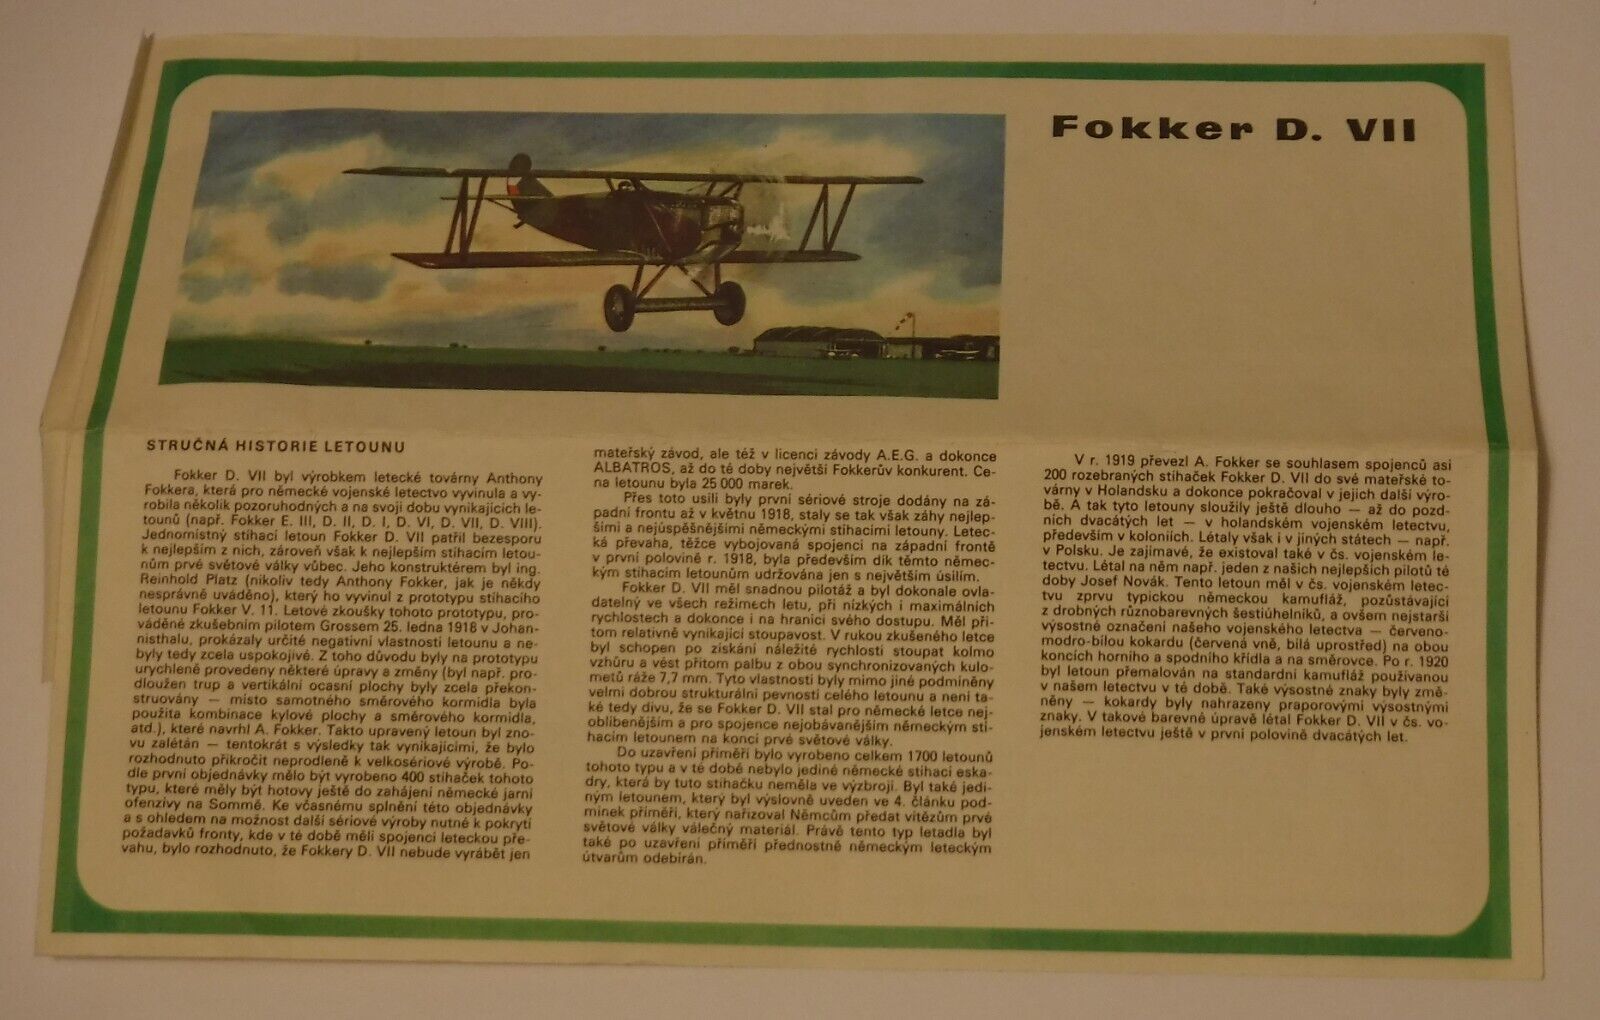 Fokker D. VII
STRUČNÁ HISTORIE LETOUNU
Fokker D. VII byl výrobkem letecké továrny Anthony
Fokkera, která pro německé vojenské letectvo vyvinula a vy-
robila několik pozoruhodných a na svoji dobu vynikajících le-
tounů (např. Fokker E. III, D. II, D. I, D. VI, D. VII, D. VIII).
Jednomístný stíhací letoun Fokker D. VII patřil bezesporu
k nejlepším z nich, zároveň však k nejlepším stíhacím letou-
nům prvé světové války vůbec. Jeho konstruktérem byl ing.
Reinhold Platz (nikoliv tedy Anthony Fokker, jak je někdy
nesprávně uváděno), který ho vyvinul z prototypu stíhacího
letounu Fokker V. 11. Letové zkoušky tohoto prototypu, pro-
váděné zkušebním pilotem Grossem 25. ledna 1918 v Johan-
nisthalu, prokázaly určité negativní vlastnosti letounu a ne-
byly tedy zcela uspokojivé. Z toho důvodu byly na prototypu
urychleně provedeny některé úpravy a změny (byl např. pro-
dloužen trup a vertikální ocasní plochy byly zcela překon-
struovány — místo samotného směrového kormidla byla
použita kombinace kýlové plochy a směrového kormidla,
atd.), které navrhl A. Fokker. Takto upravený letoun byl zno-
vu zalétán — tentokrát s výsledky tak vynikajícími, že bylo
rozhodnuto přikročit neprodleně k velkosériové výrobě. Po-
dle první objednávky mělo být vyrobeno 400 stíhaček tohoto
typu, které měly být hotovy ještě do zahájení německé jarní
ofenzívy na Sommě. Ke včasnému splnění této objednávky
a s ohledem na možnost další sériové výroby nutné k pokrytí
požadavků fronty, kde v té době měli spojenci leteckou pře-
vahu, bylo rozhodnuto, že Fokkery D. VII nebude vyrábět jen
mateřský závod, ale též v licenci závody A.E.G. a dokonce
ALBATROS, až do té doby největší Fokkerův konkurent. Ce-
na letounu byla 25 000 marek.
Přes toto úsilí byly první sériové stroje dodány na zá-
padní frontu až v květnu 1918, staly se tak však záhy nejlep-
šími a nejúspěšnějšími německými stíhacími letouny. Letec-
ká převaha, těžce vybojovaná spojenci na západní frontě
v první polovině r. 1918, byla především dík těmto němec-
kým stíhacím letounům udržována jen s největším úsilím.
Fokker D. VII měl snadnou pilotáž a byl dokonale ovla-
datelný ve všech režimech letu, při nízkých i maximálních
rychlostech a dokonce i na hranici svého dostupu. Měl při-
tom relativně vynikající stoupavost. V rukou zkušeného letce
byl schopen po získání náležité rychlosti stoupat kolmo
vzhůru a vést přitom palbu z obou synchronizovaných kulo-
metů ráže 7,7 mm. Tyto vlastnosti byly mimo jiné podmíněny
velmi dobrou strukturální pevností celého letounu a není ta-
ké tedy divu, že se Fokker D. VII stal pro německé letce nej-
oblíbenějším a pro spojence nejobávanějším německým stí-
hacím letounem na konci prvé světové války.
Do uzavření příměří bylo vyrobeno celkem 1700 letounů
tohoto typu a v té době nebylo jediné německé stíhací eska-
dry, která by tuto stíhačku neměla ve výzbroji. Byl také jedi-
ným letounem, který byl výslovně uveden ve 4. článku pod-
mínek příměří, který nařizoval Němcům předat vítězům prvé
světové války válečný materiál. Právě tento typ letadla byl
také po uzavření příměří přednostně německým leteckým
útvarům odebírán.
V r. 1919 převezl A. Fokker se souhlasem spojenců asi
200 rozebraných stíhaček Fokker D. VII do své mateřské to-
várny v Holandsku a dokonce pokračoval v jejich další výro-
bě. A tak tyto letouny sloužily ještě dlouho — až do pozd-
ních dvacátých let — v holandském vojenském letectvu,
především v koloniích. Létaly však i v jiných státech — např.
v Polsku. Je zajímavé, že existoval také v čs. vojenském le-
tectvu. Létal na něm např. jeden z našich nejlepších pilotů té
doby Josef Novák. Tento letoun měl v čs. vojenském letec-
tvu zprvu typickou německou kamufláž, pozůstávající
z drobných různobarevných šestiúhelníků, a ovšem nejstarší
výsostné označení našeho vojenského letectva — červeno-
modro-bílou kokardu (červená vně, bílá uprostřed) na obou
koncích horního a spodního křídla a na směrovce. Po r. 1920
byl letoun přemalován na standardní kamufláž používanou
v našem letectvu v té době. Také výsostné znaky byly změ-
něny — kokardy byly nahrazeny praporovými výsostnými
znaky. V takové barevné úpravě létal Fokker D. VII v čs. vo-
jenském letectvu ještě v první polovině dvacátých let.